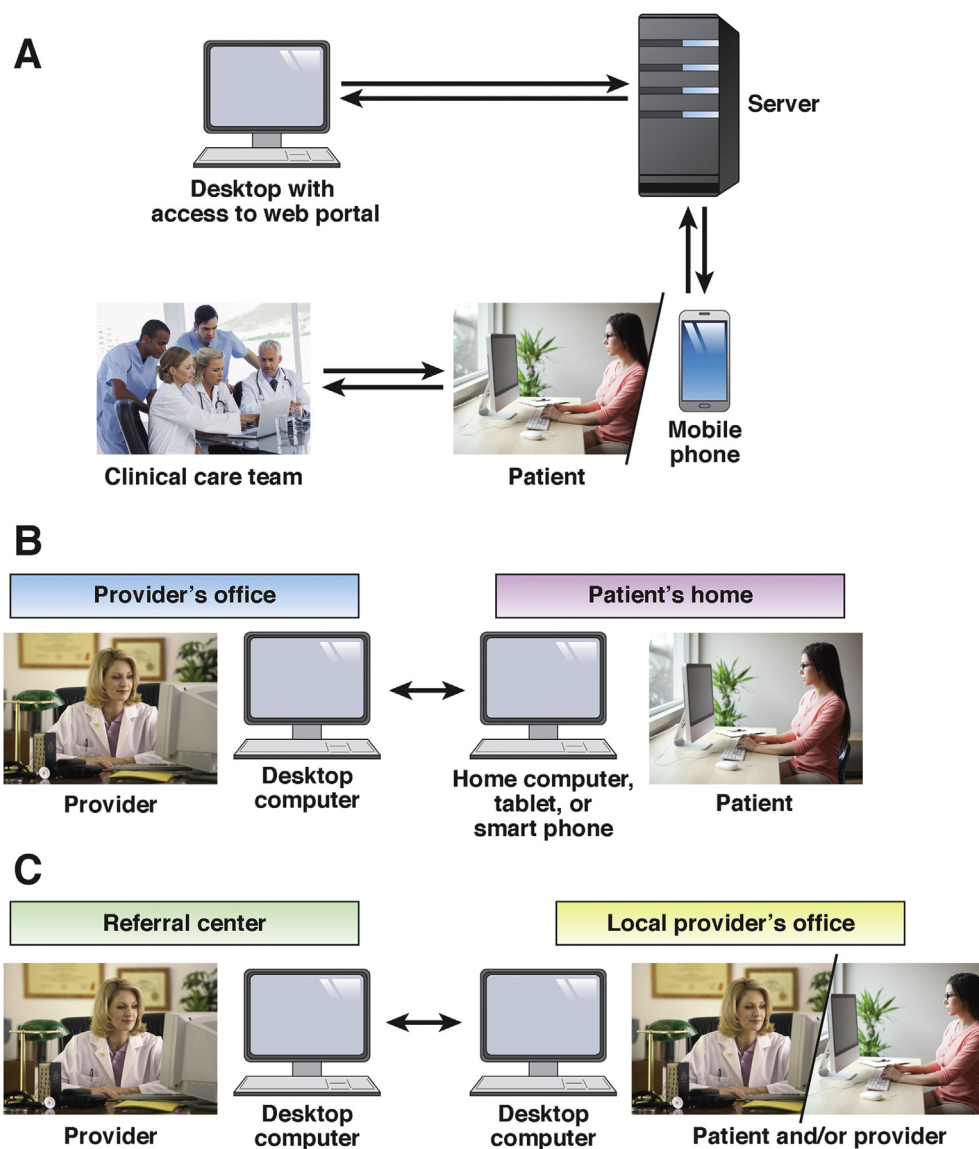 A
Server
Desktop with
access to web portal
Mobile
phone
Clinical care team
Patient
B
Provider's office
Patient's home
Provider
Desktop
computer
Home computer,
tablet, or
smart phone
Patient
C
Referral center
Local provider's office
Provider
Desktop
computer
Desktop
computer
Patient and/or provider